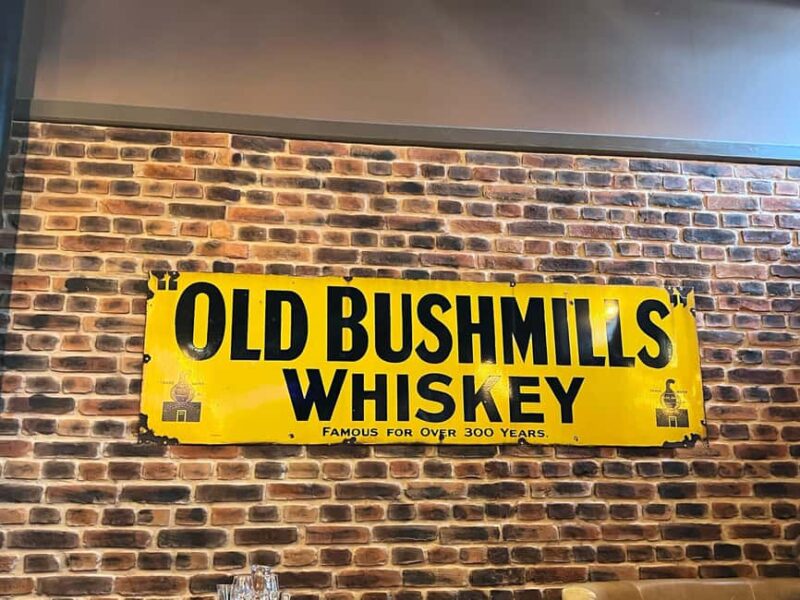 "OLD BUSHMILLS"
WHISKEY
FAMOUS FOR OVER 300 YEARS.